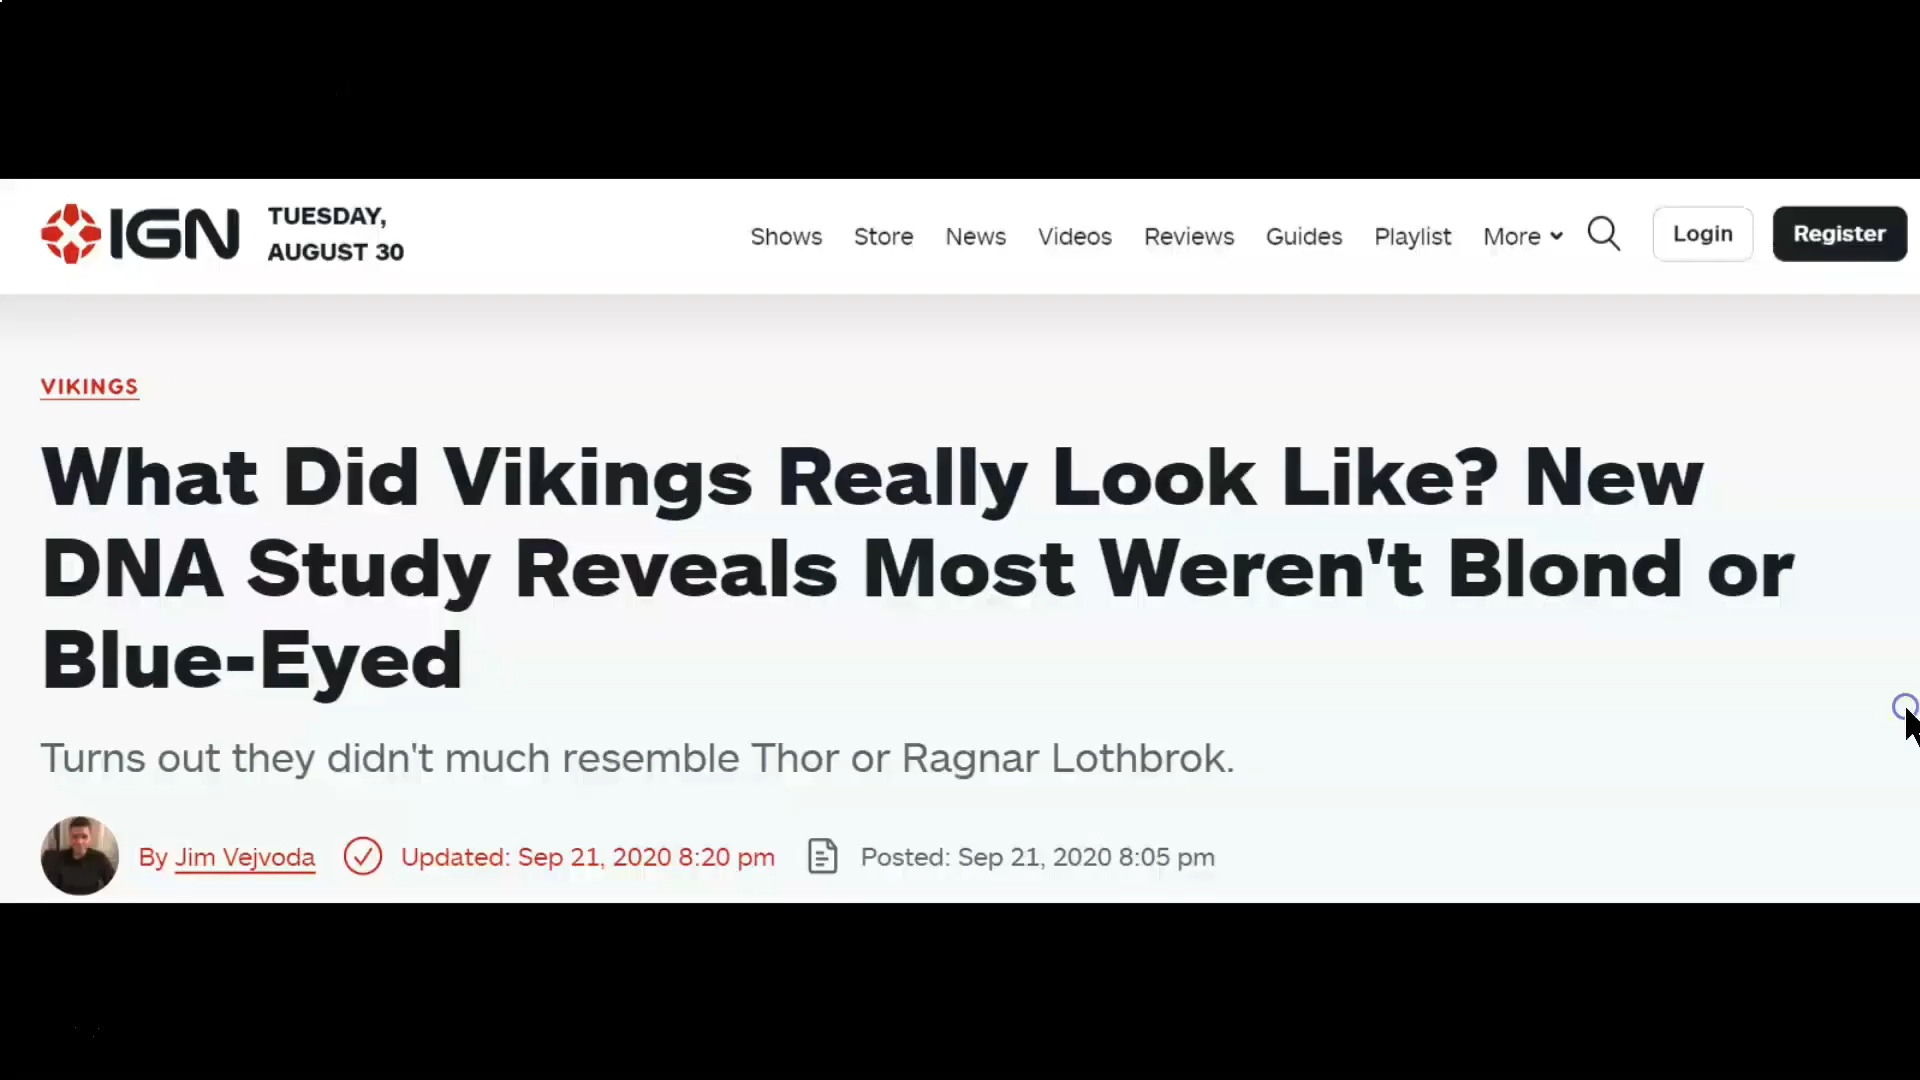 IGN
TUESDAY,
AUGUST 30
Shows Store News Videos Reviews Guides Playlist More Login Register
VIKINGS
What Did Vikings Really Look Like? New
DNA Study Reveals Most Weren't Blond or
Blue-Eyed
Turns out they didn't much resemble Thor or Ragnar Lothbrok.
By Jim Vejvoda Updated: Sep 21, 2020 8:20 pm Posted: Sep 21, 2020 8:05 pm